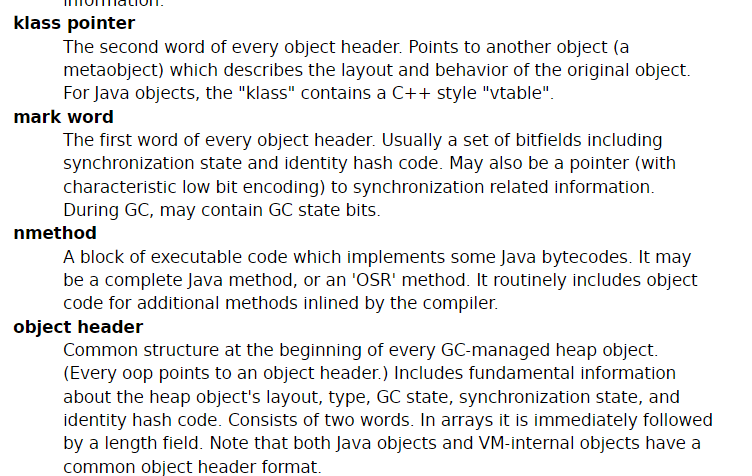 information.
klass pointer
The second word of every object header. Points to another object (a
metaobject) which describes the layout and behavior of the original object.
For Java objects, the "klass" contains a C++ style "vtable".
mark word
The first word of every object header. Usually a set of bitfields including
synchronization state and identity hash code. May also be a pointer (with
characteristic low bit encoding) to synchronization related information.
During GC, may contain GC state bits.
nmethod
A block of executable code which implements some Java bytecodes. It may
be a complete Java method, or an 'OSR' method. It routinely includes object
code for additional methods inlined by the compiler.
object header
Common structure at the beginning of every GC-managed heap object.
(Every oop points to an object header.) Includes fundamental information
about the heap object's layout, type, GC state, synchronization state, and
identity hash code. Consists of two words. In arrays it is immediately followed
by a length field. Note that both Java objects and VM-internal objects have a
common object header format.